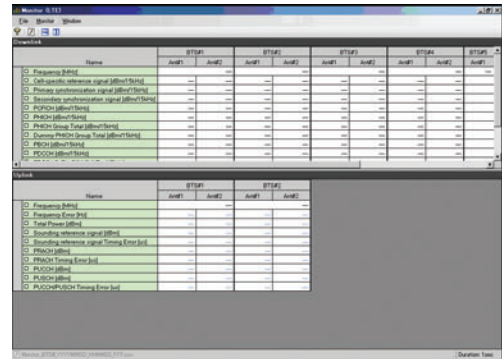 Monitor (LTE)
File Monitor Window
Downlink
BTS#1 BTS#2 BTS#3 BTS#4 BTS#5
Name Ant#1 Ant#2 Ant#1 Ant#2 Ant#1 Ant#2 Ant#1 Ant#2 Ant#1
Frequency [MHz]
Cell-specific reference signal [dBm/15kHz]
Primary synchronization signal [dBm/15kHz]
Secondary synchronization signal [dBm/15kHz]
PCFICH [dBm/15kHz]
PHICH [dBm/15kHz]
PHICH Group Total [dBm/15kHz]
Dummy PHICH Group Total [dBm/15kHz]
PBCH [dBm/15kHz]
PDCCH [dBm/15kHz]
Uplink
BTS#1 BTS#2
Name Ant#1 Ant#2 Ant#1 Ant#2
Frequency [MHz]
Frequency Error [Hz]
Total Power [dBm]
Sounding reference signal [dBm]
Sounding reference signal Timing Error [us]
PRACH [dBm]
PRACH Timing Error [us]
PUCCH [dBm]
PUSCH [dBm]
PUCCH/PUSCH Timing Error [us]
Duration: 1sec